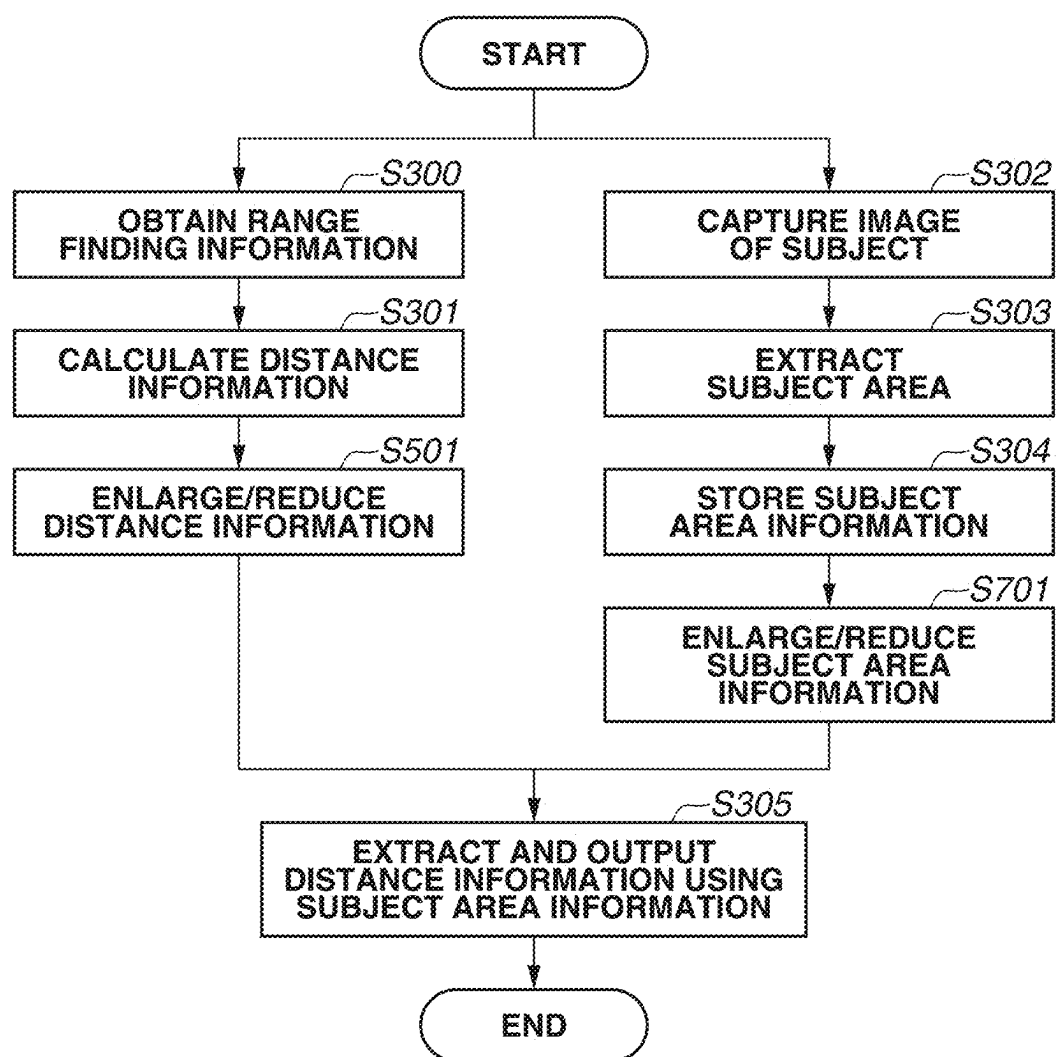 START
S300
OBTAIN RANGE
FINDING INFORMATION
S301
CALCULATE DISTANCE
INFORMATION
S501
ENLARGE/REDUCE
DISTANCE INFORMATION
S302
CAPTURE IMAGE
OF SUBJECT
S303
EXTRACT
SUBJECT AREA
S304
STORE SUBJECT
AREA INFORMATION
S701
ENLARGE/REDUCE
SUBJECT AREA
INFORMATION
S305
EXTRACT AND OUTPUT
DISTANCE INFORMATION USING
SUBJECT AREA INFORMATION
END